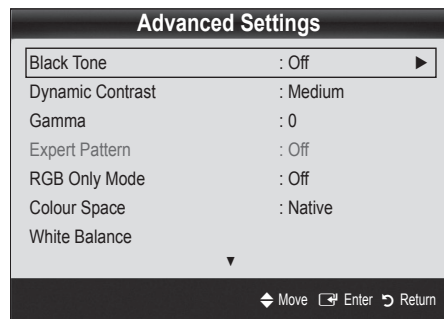 Advanced Settings
Black Tone : Off ▶
Dynamic Contrast : Medium
Gamma : 0
Expert Pattern : Off
RGB Only Mode : Off
Colour Space : Native
White Balance
▼
Move Enter Return